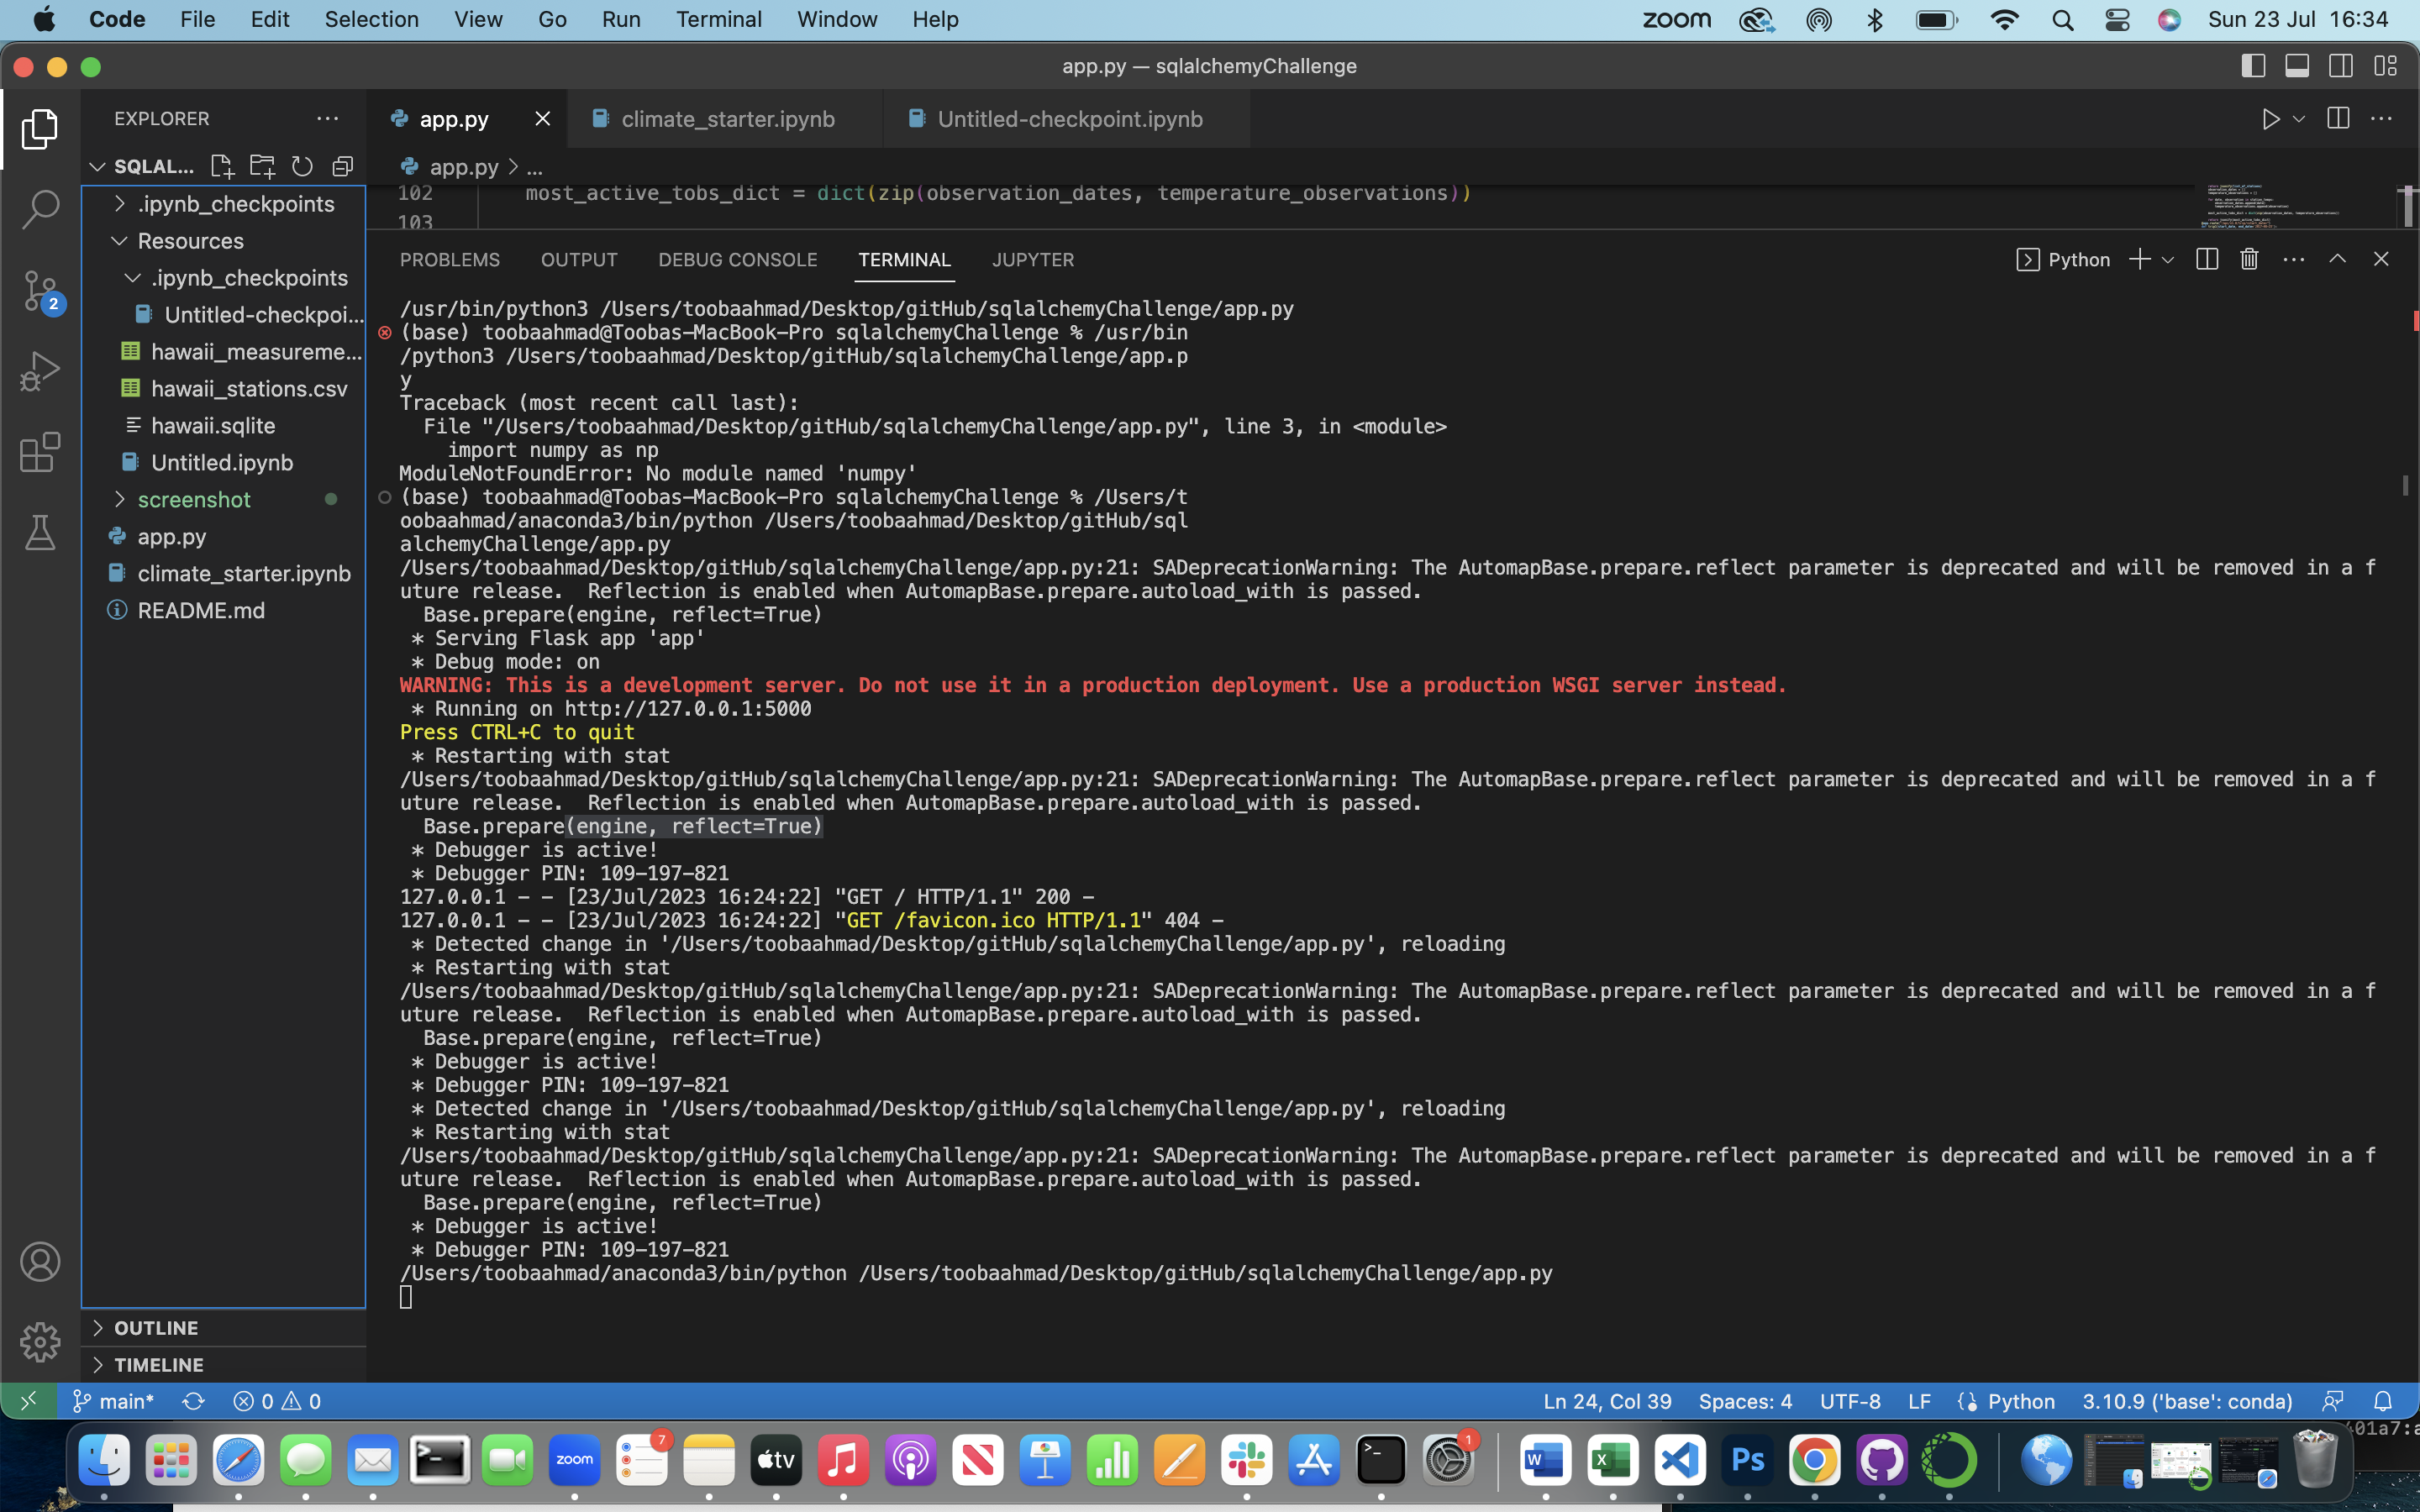 Code File Edit Selection View Go Run Terminal Window Help zoom Sun 23 Jul 16:34
app.py — sqlalchemyChallenge
EXPLORER
app.py climate_starter.ipynb Untitled-checkpoint.ipynb
SQLAL...
app.py > ...
102 most_active_tobs_dict = dict(zip(observation_dates, temperature_observations))
103
.ipynb_checkpoints
Resources
.ipynb_checkpoints
Untitled-checkpoi...
hawaii_measureme...
hawaii_stations.csv
hawaii.sqlite
Untitled.ipynb
screenshot
app.py
climate_starter.ipynb
README.md
OUTLINE
TIMELINE
2
PROBLEMS OUTPUT DEBUG CONSOLE TERMINAL JUPYTER Python
/usr/bin/python3 /Users/toobaahmad/Desktop/gitHub/sqlalchemyChallenge/app.py
(base) toobaahmad@Toobas-MacBook-Pro sqlalchemyChallenge % /usr/bin
/python3 /Users/toobaahmad/Desktop/gitHub/sqlalchemyChallenge/app.p
y
Traceback (most recent call last):
File "/Users/toobaahmad/Desktop/gitHub/sqlalchemyChallenge/app.py", line 3, in <module>
import numpy as np
ModuleNotFoundError: No module named 'numpy'
(base) toobaahmad@Toobas-MacBook-Pro sqlalchemyChallenge % /Users/t
oobaahmad/anaconda3/bin/python /Users/toobaahmad/Desktop/gitHub/sql
alchemyChallenge/app.py
/Users/toobaahmad/Desktop/gitHub/sqlalchemyChallenge/app.py:21: SADeprecationWarning: The AutomapBase.prepare.reflect parameter is deprecated and will be removed in a f
uture release.  Reflection is enabled when AutomapBase.prepare.autoload_with is passed.
Base.prepare(engine, reflect=True)
* Serving Flask app 'app'
* Debug mode: on
WARNING: This is a development server. Do not use it in a production deployment. Use a production WSGI server instead.
* Running on http://127.0.0.1:5000
Press CTRL+C to quit
* Restarting with stat
/Users/toobaahmad/Desktop/gitHub/sqlalchemyChallenge/app.py:21: SADeprecationWarning: The AutomapBase.prepare.reflect parameter is deprecated and will be removed in a f
uture release.  Reflection is enabled when AutomapBase.prepare.autoload_with is passed.
Base.prepare(engine, reflect=True)
* Debugger is active!
* Debugger PIN: 109-197-821
127.0.0.1 - - [23/Jul/2023 16:24:22] "GET / HTTP/1.1" 200 -
127.0.0.1 - - [23/Jul/2023 16:24:22] "GET /favicon.ico HTTP/1.1" 404 -
* Detected change in '/Users/toobaahmad/Desktop/gitHub/sqlalchemyChallenge/app.py', reloading
* Restarting with stat
/Users/toobaahmad/Desktop/gitHub/sqlalchemyChallenge/app.py:21: SADeprecationWarning: The AutomapBase.prepare.reflect parameter is deprecated and will be removed in a f
uture release.  Reflection is enabled when AutomapBase.prepare.autoload_with is passed.
Base.prepare(engine, reflect=True)
* Debugger is active!
* Debugger PIN: 109-197-821
* Detected change in '/Users/toobaahmad/Desktop/gitHub/sqlalchemyChallenge/app.py', reloading
* Restarting with stat
/Users/toobaahmad/Desktop/gitHub/sqlalchemyChallenge/app.py:21: SADeprecationWarning: The AutomapBase.prepare.reflect parameter is deprecated and will be removed in a f
uture release.  Reflection is enabled when AutomapBase.prepare.autoload_with is passed.
Base.prepare(engine, reflect=True)
* Debugger is active!
* Debugger PIN: 109-197-821
/Users/toobaahmad/anaconda3/bin/python /Users/toobaahmad/Desktop/gitHub/sqlalchemyChallenge/app.py
main* 0 0 Ln 24, Col 39 Spaces: 4 UTF-8 LF Python 3.10.9 ('base': conda)
zoom 7 tv 1 W X Ps